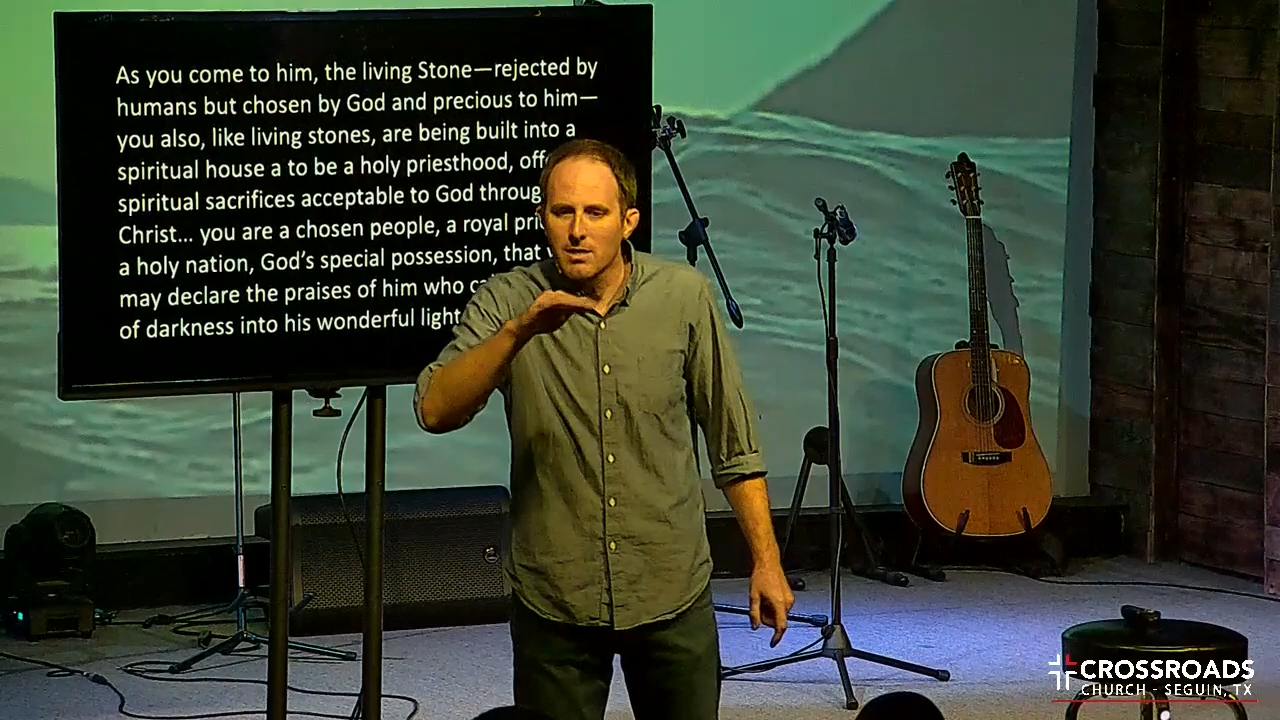 As you come to him, the living Stone—rejected by
humans but chosen by God and precious to him—
you also, like living stones, are being built into a
spiritual house a to be a holy priesthood, off
spiritual sacrifices acceptable to God throug
Christ... you are a chosen people, a royal pri
a holy nation, God's special possession, that
may declare the praises of him who c
of darkness into his wonderful light
CROSSROADS
CHURCH - SEGUIN, TX